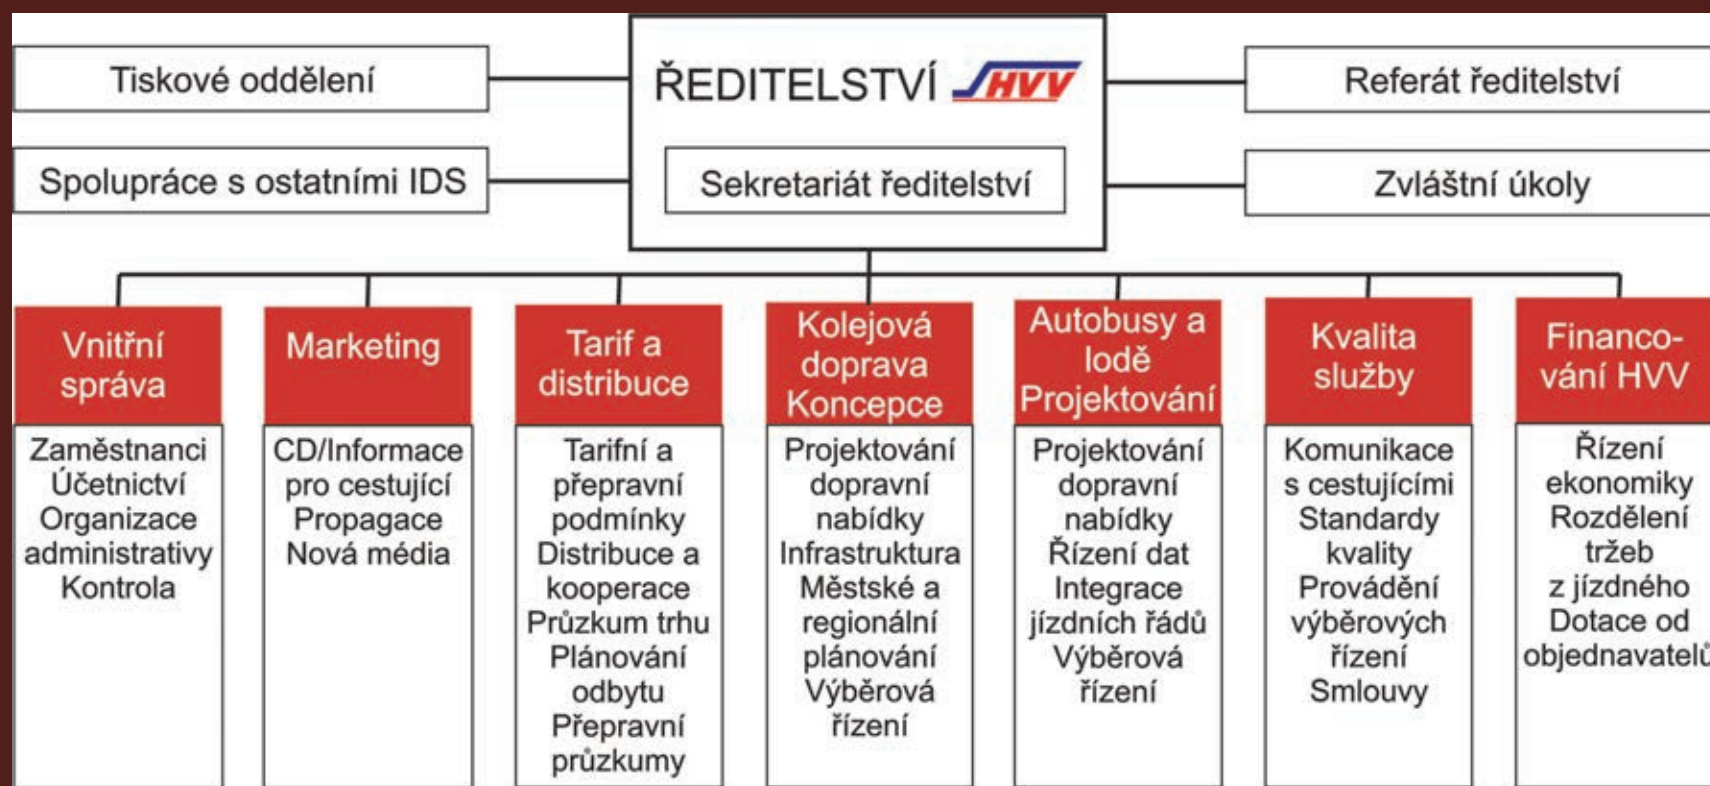 Tiskové oddělení
ŘEDITELSTVÍ HVV
Referát ředitelství
Spolupráce s ostatními IDS
Sekretariát ředitelství
Zvláštní úkoly
Vnitřní
správa
Zaměstnanci
Účetnictví
Organizace
administrativy
Kontrola
Marketing
CD/Informace
pro cestující
Propagace
Nová média
Tarif a
distribuce
Tarifní a
přepravní
podmínky
Distribuce a
kooperace
Průzkum trhu
Plánování
odbytu
Přepravní
průzkumy
Kolejová
doprava
Koncepce
Projektování
dopravní
nabídky
Infrastruktura
Městské a
regionální
plánování
Výběrová
řízení
Autobusy a
lodě
Projektování
Projektování
dopravní
nabídky
Řízení dat
Integrace
jízdních řádů
Výběrová
řízení
Kvalita
služby
Komunikace
s cestujícími
Standardy
kvality
Provádění
výběrových
řízení
Smlouvy
Financo-
vání HVV
Řízení
ekonomiky
Rozdělení
tržeb
z jízdného
Dotace od
objednavatelů